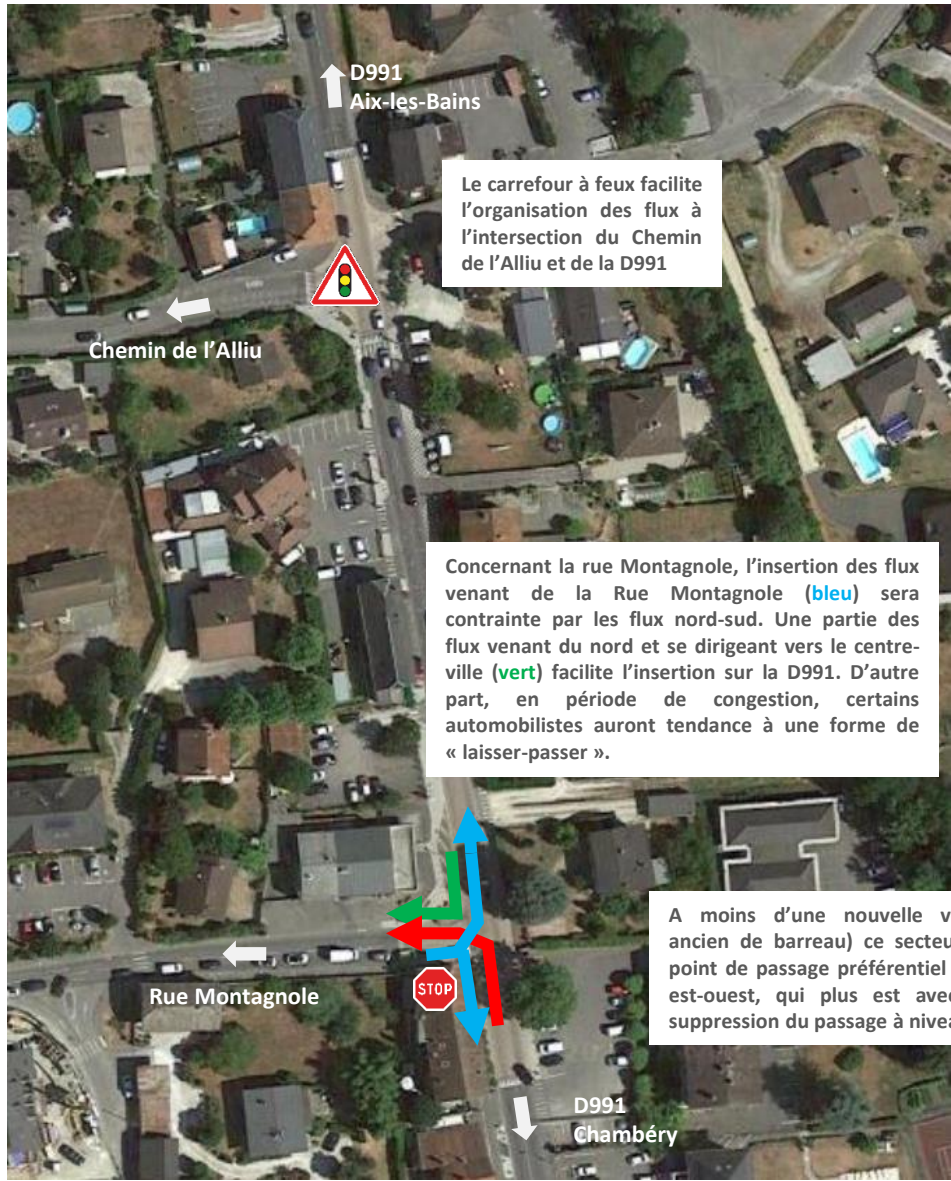 D991
Aix-les-Bains
Le carrefour à feux facilite
l’organisation des flux à
l’intersection du Chemin
de l’Alliu et de la D991
Chemin de l’Alliu
Concernant la rue Montagnole, l’insertion des flux
venant de la Rue Montagnole (bleu) sera
contrainte par les flux nord-sud. Une partie des
flux venant du nord et se dirigeant vers le centre-
ville (vert) facilite l’insertion sur la D991. D’autre
part, en période de congestion, certains
automobilistes auront tendance à une forme de
« laisser-passer ».
A moins d’une nouvelle v
ancien de barreau) ce secteu
point de passage préférentiel
est-ouest, qui plus est avec
suppression du passage à nivea
STOP
Rue Montagnole
D991
Chambéry